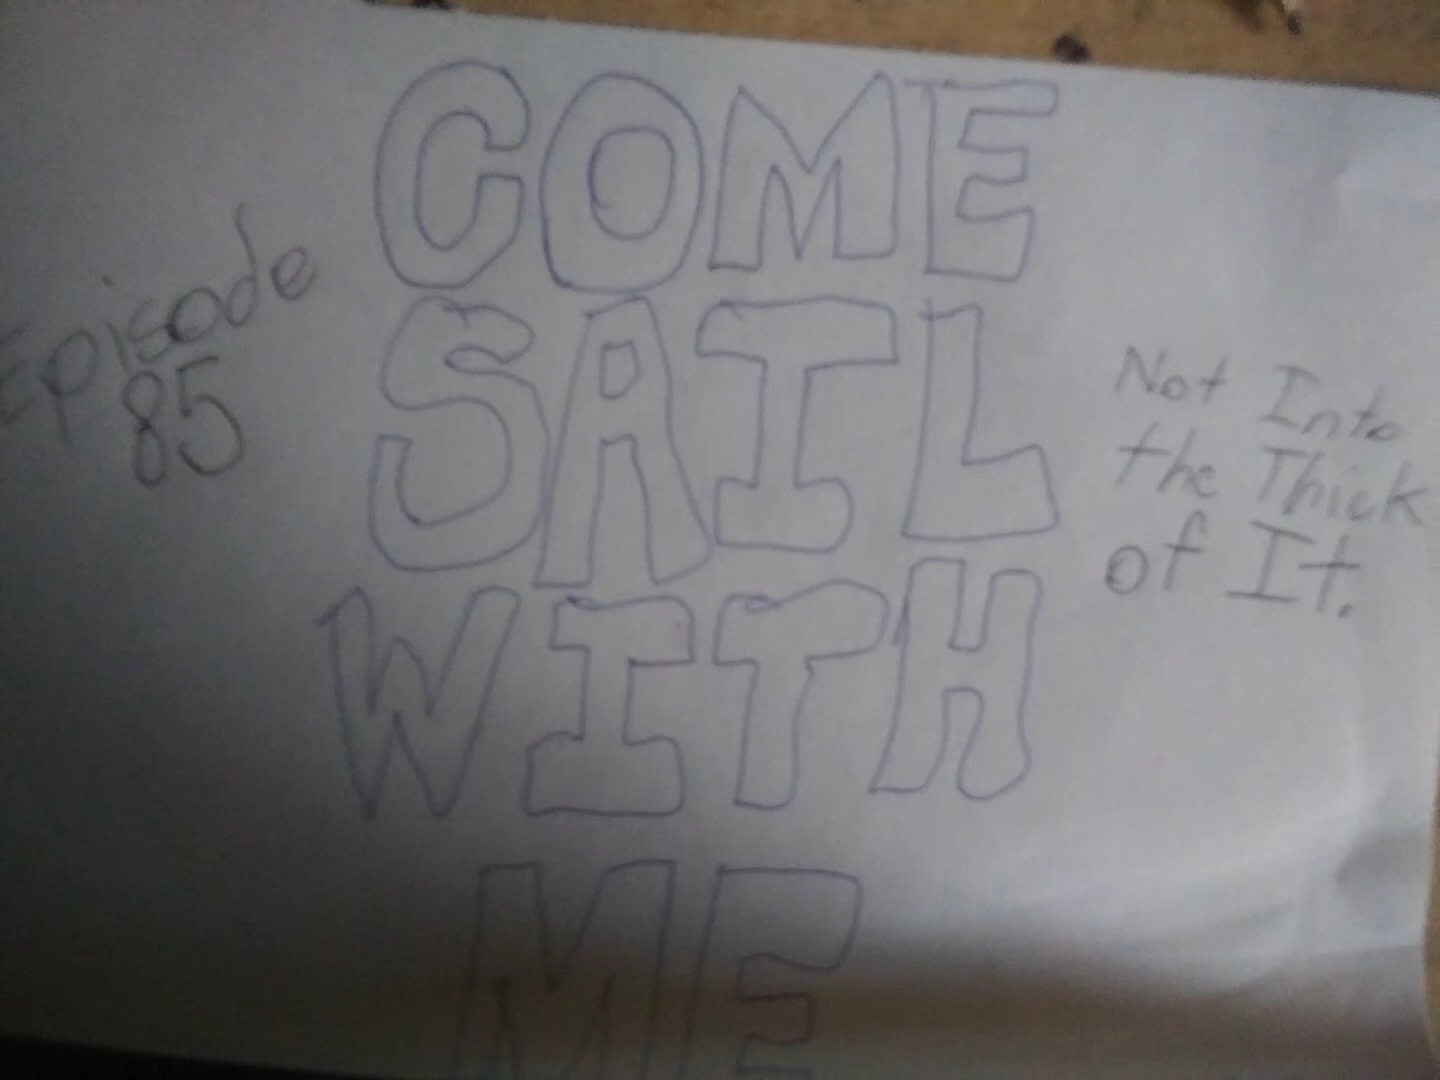 Episode
85
COME
SAIL
WITH
ME
Not Into
the Thick
of It.